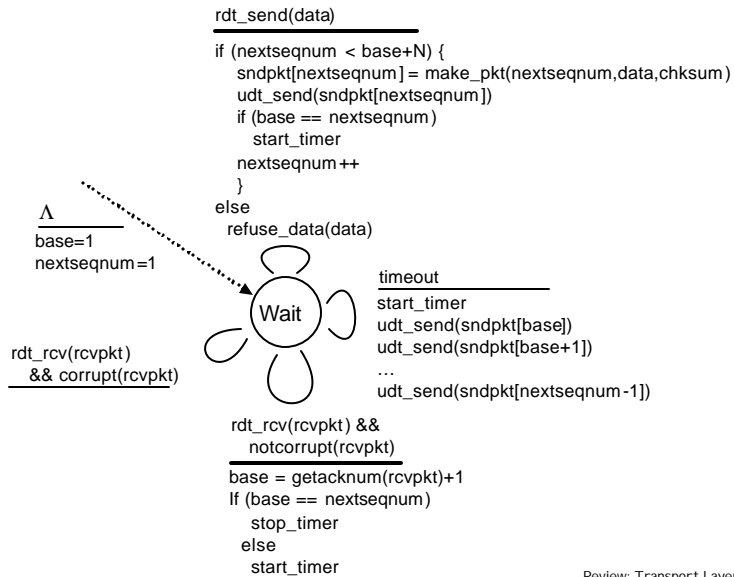 rdt_send(data)
if (nextseqnum < base+N) {
sndpkt[nextseqnum] = make_pkt(nextseqnum,data,chksum)
udt_send(sndpkt[nextseqnum])
if (base == nextseqnum)
start_timer
nextseqnum++
}
else
refuse_data(data)
Λ
base=1
nextseqnum=1
Wait
timeout
start_timer
udt_send(sndpkt[base])
udt_send(sndpkt[base+1])
…
udt_send(sndpkt[nextseqnum-1])
rdt_rcv(rcvpkt)
&& corrupt(rcvpkt)
rdt_rcv(rcvpkt) &&
notcorrupt(rcvpkt)
base = getacknum(rcvpkt)+1
If (base == nextseqnum)
stop_timer
else
start_timer
Review: Transport Layer